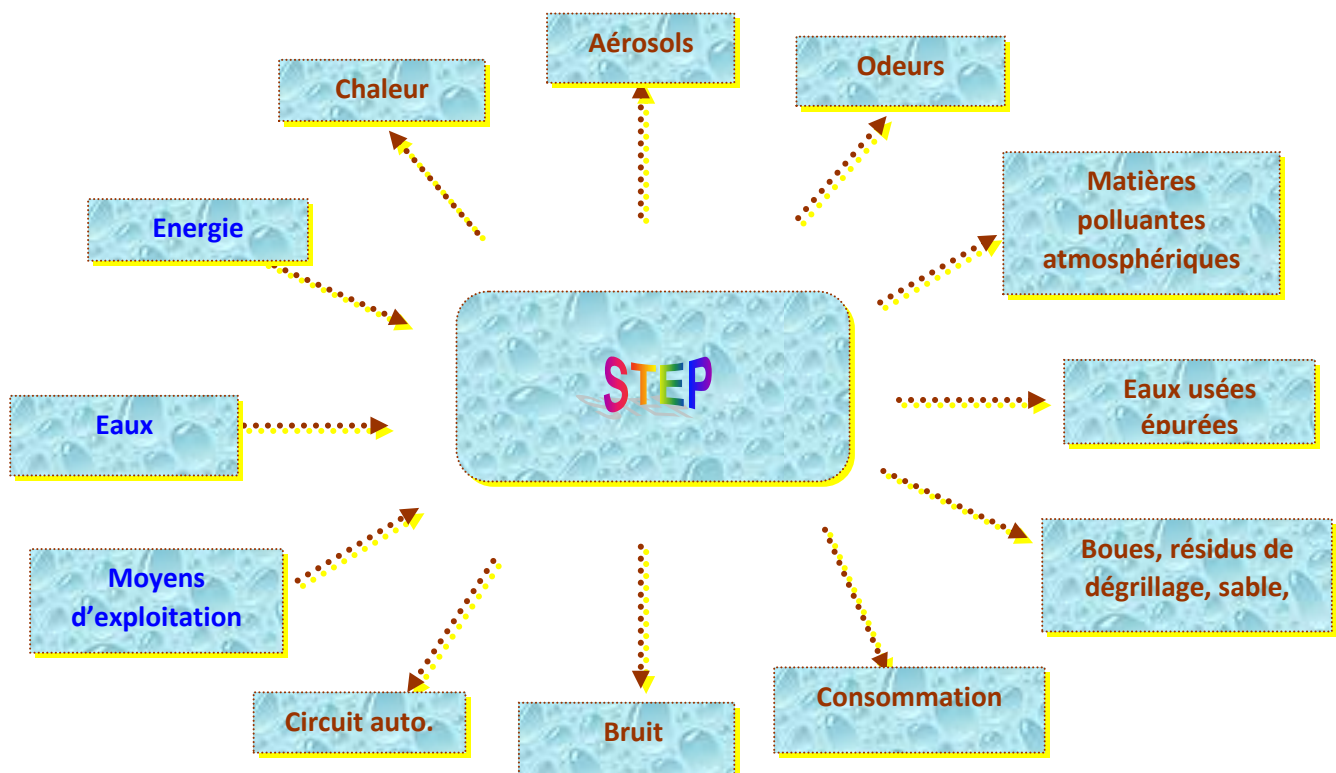 Aérosols
Odeurs
Chaleur
Matières
polluantes
atmosphériques
Energie
STEP
Eaux usées
épurées
Eaux
Boues, résidus de
dégrillage, sable,
Moyens
d’exploitation
Consommation
Circuit auto.
Bruit